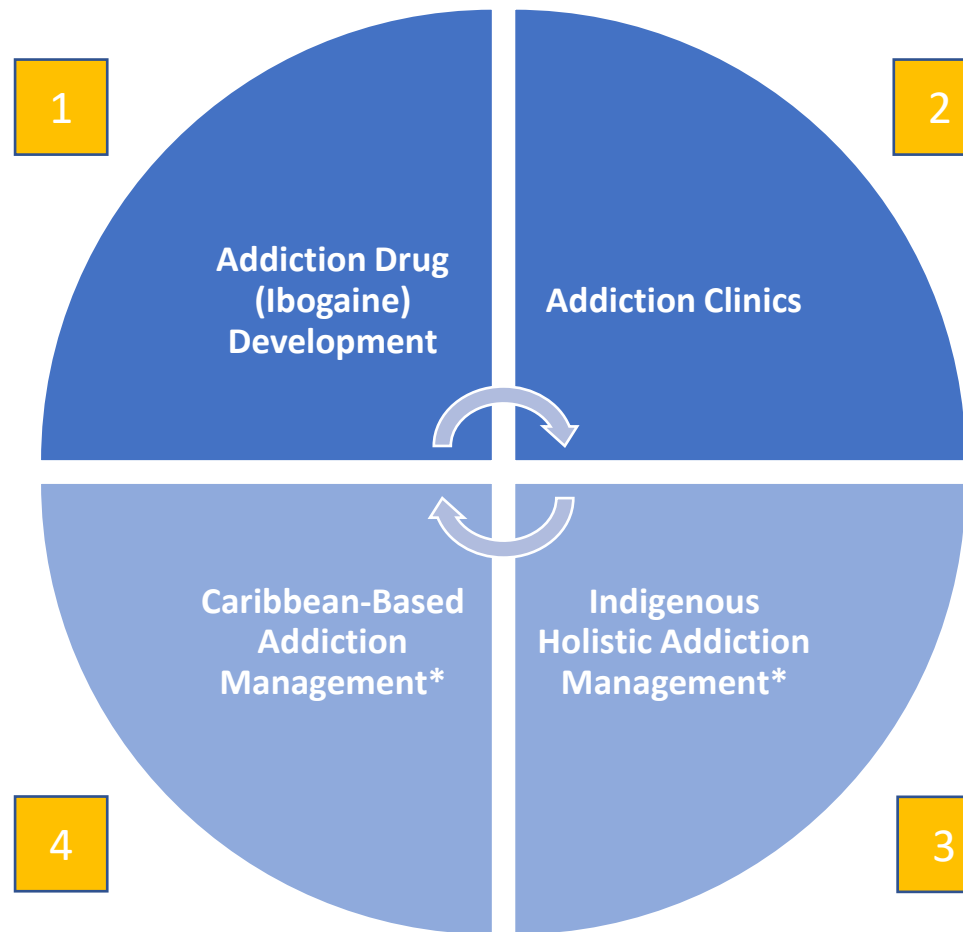 1
2
Addiction Drug
(Ibogaine)
Development
Addiction Clinics
Caribbean-Based
Addiction
Management*
Indigenous
Holistic Addiction
Management*
4
3